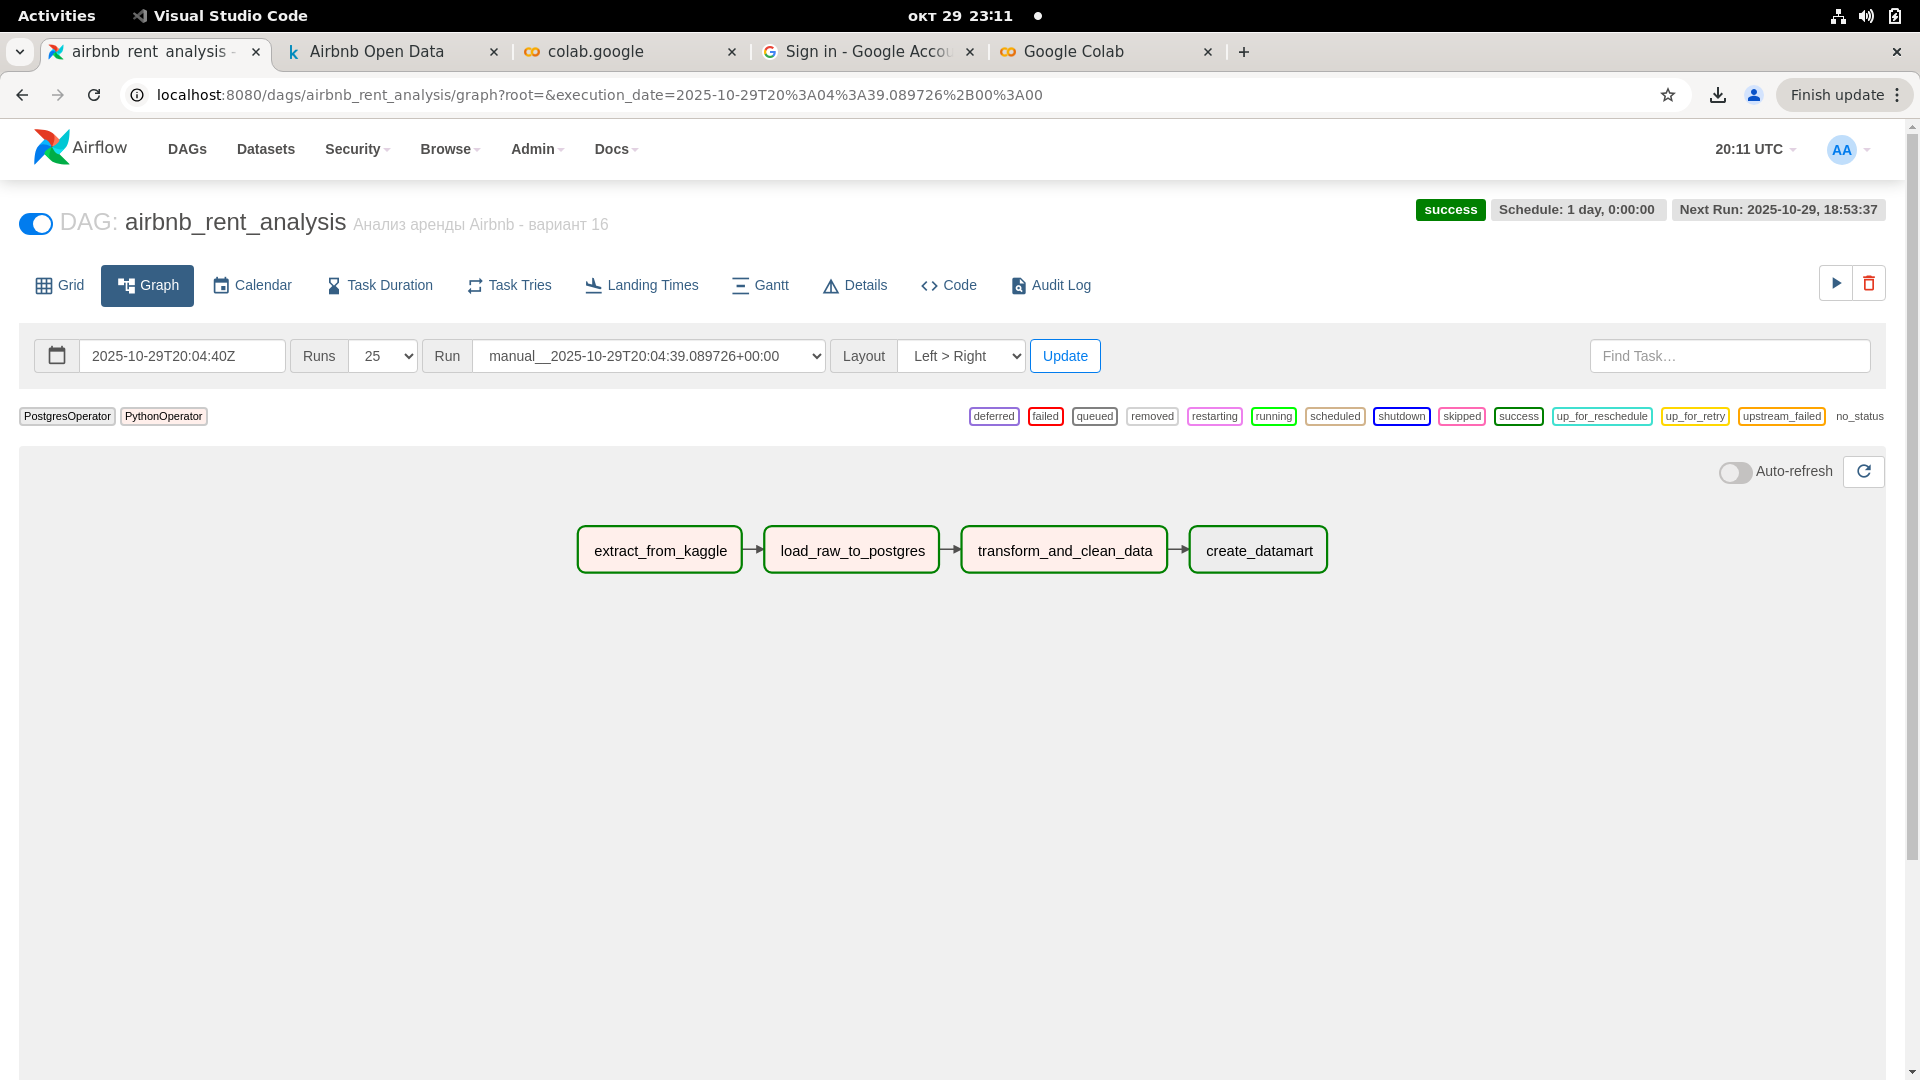 Activities Visual Studio Code окт 29 23:11
airbnb_rent_analysis - Airbnb Open Data colab.google Sign in - Google Accou Google Colab
localhost:8080/dags/airbnb_rent_analysis/graph?root=&execution_date=2025-10-29T20%3A04%3A39.089726%2B00%3A00 Finish update
Airflow DAGs Datasets Security Browse Admin Docs 20:11 UTC AA
DAG: airbnb_rent_analysis Анализ аренды Airbnb - вариант 16 success Schedule: 1 day, 0:00:00 Next Run: 2025-10-29, 18:53:37
Grid Graph Calendar Task Duration Task Tries Landing Times Gantt Details Code Audit Log
2025-10-29T20:04:40Z Runs 25 Run manual__2025-10-29T20:04:39.089726+00:00 Layout Left > Right Update Find Task…
PostgresOperator PythonOperator deferred failed queued removed restarting running scheduled shutdown skipped success up_for_reschedule up_for_retry upstream_failed no_status
Auto-refresh
extract_from_kaggle load_raw_to_postgres transform_and_clean_data create_datamart